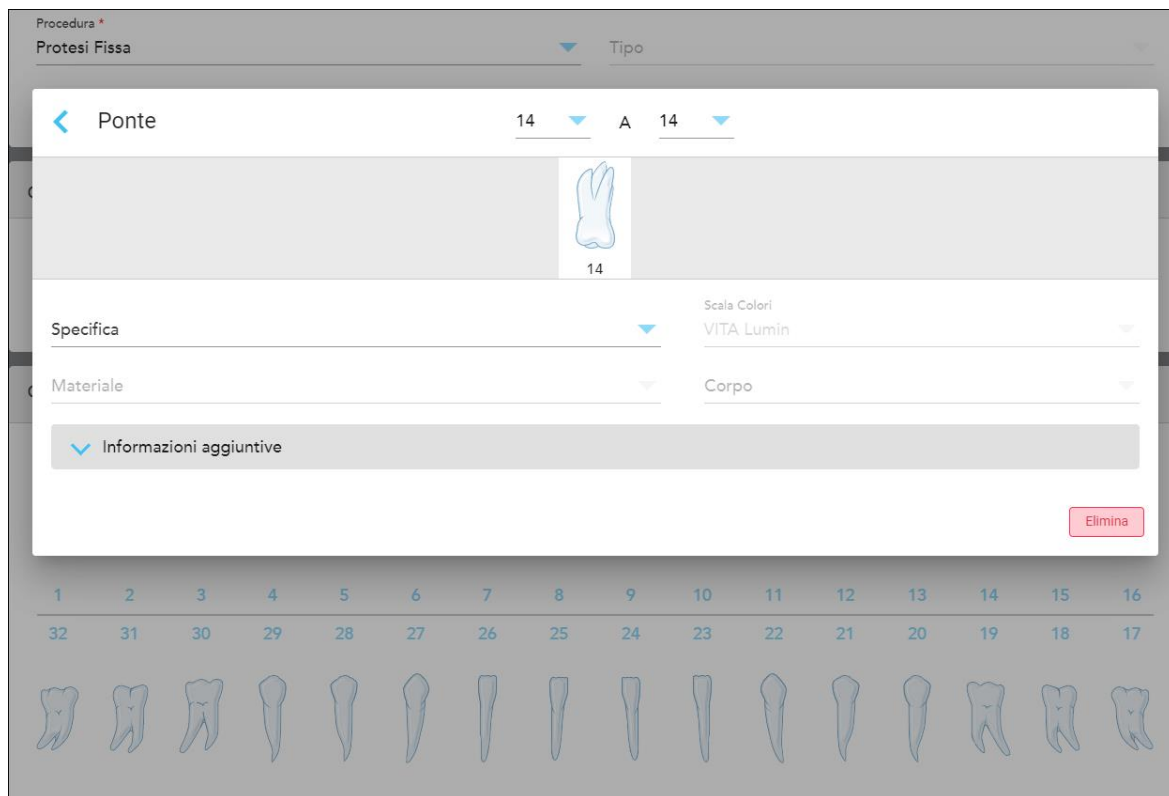 Procedura *
Protesi Fissa Tipo
Ponte 14 A 14
14
Scala Colori
Specifica VITA Lumin
Materiale Corpo
Informazioni aggiuntive
Elimina
1 2 3 4 5 6 7 8 9 10 11 12 13 14 15 16
32 31 30 29 28 27 26 25 24 23 22 21 20 19 18 17